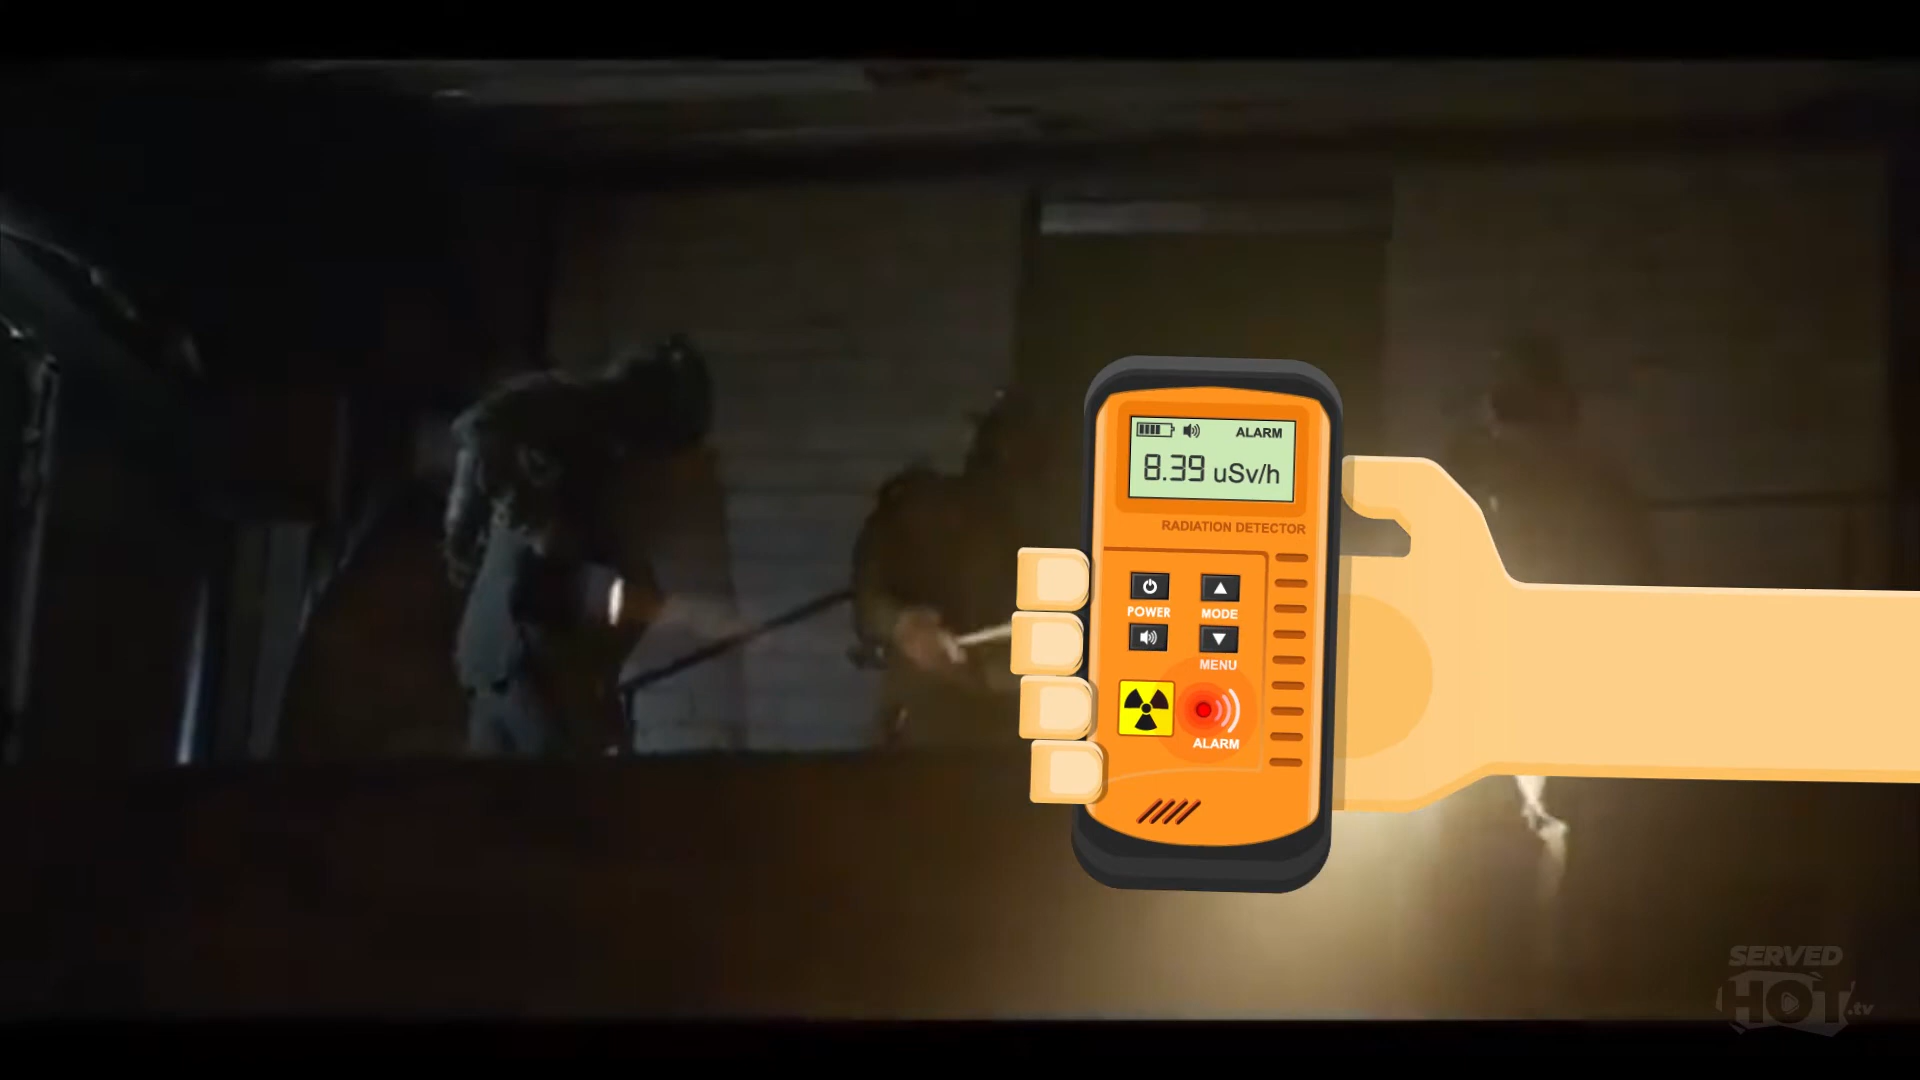 ALARM
8.39 uSv/h
RADIATION DETECTOR
POWER
MODE
MENU
ALARM
SERVED
HOT.tv